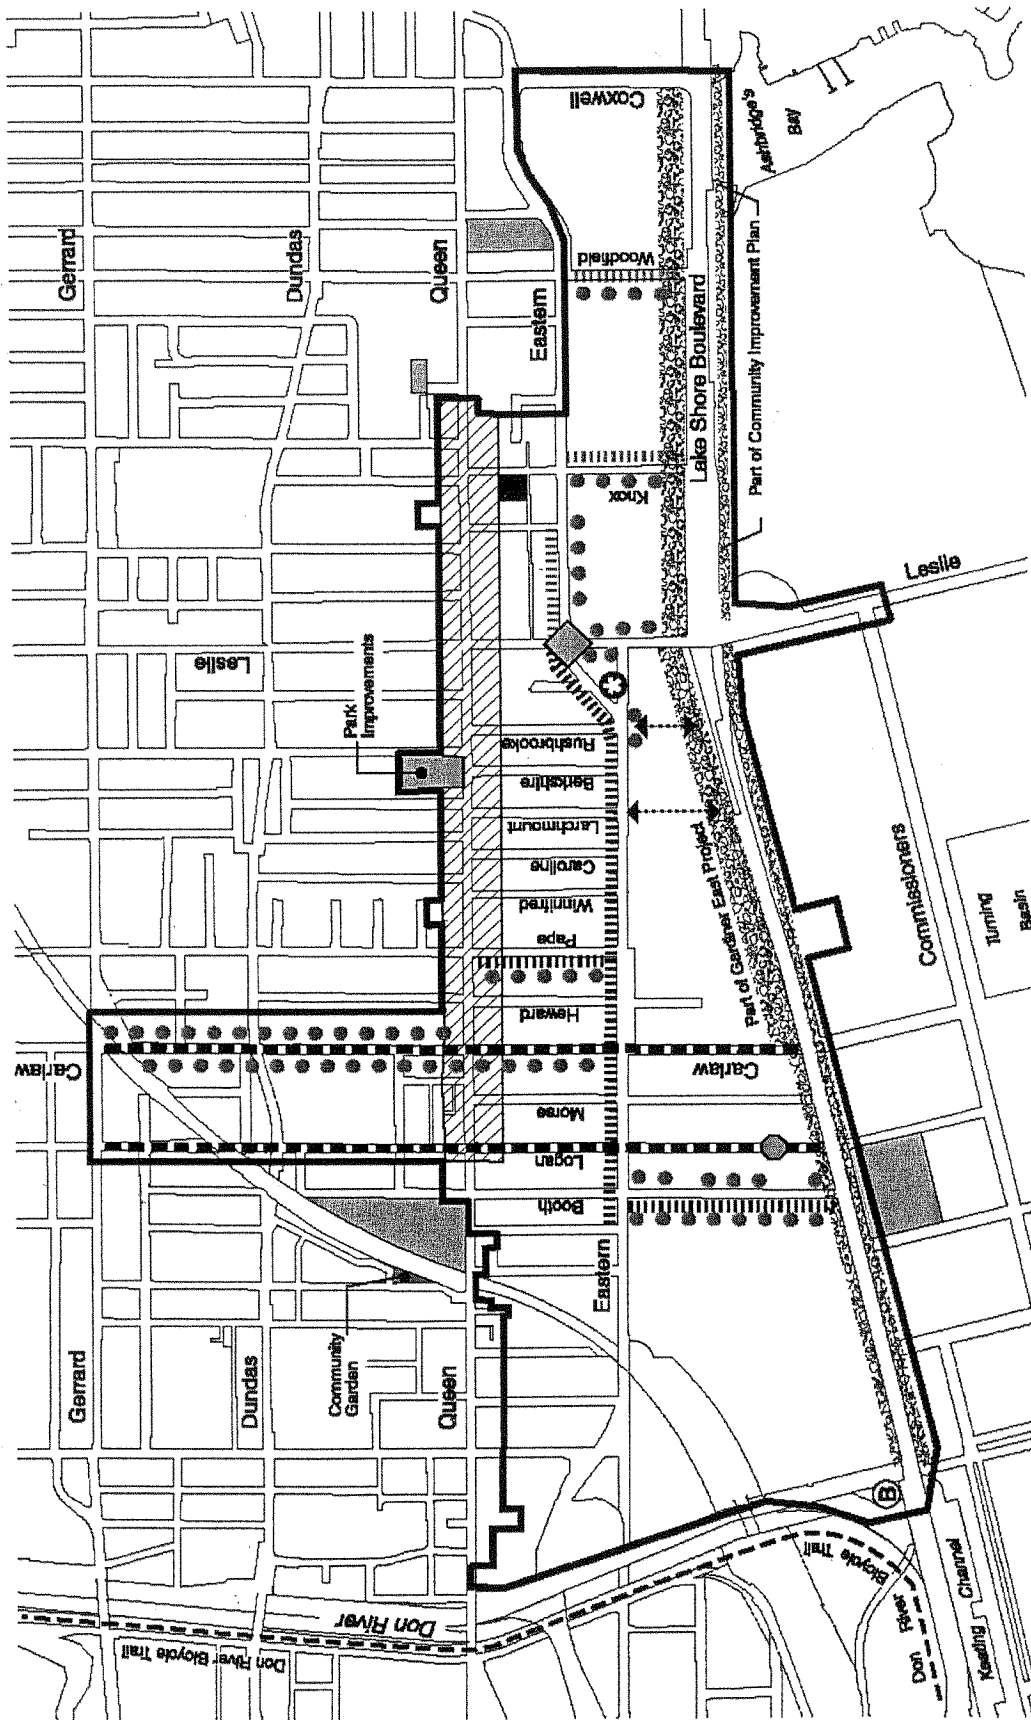 Gerrard
Dundas
Queen
Eastern
Coxwell
Ashbridge's
Bay
Woodfield
Lake Shore Boulevard
Part of Community Improvement Plan
Knox
Leslie
Leslie
Park
Improvements
Rushbrooke
Berkshire
Larchmount
Caroline
Winnifred
Pape
Heward
Carlaw
Carlaw
Morse
Logan
Booth
Part of Gardiner East Project
Commissioners
Turning
Basin
Gerrard
Dundas
Community
Garden
Queen
Eastern
B
Don River
Don River Bicycle Trail
Don River
Bicycle Trail
Keating Channel